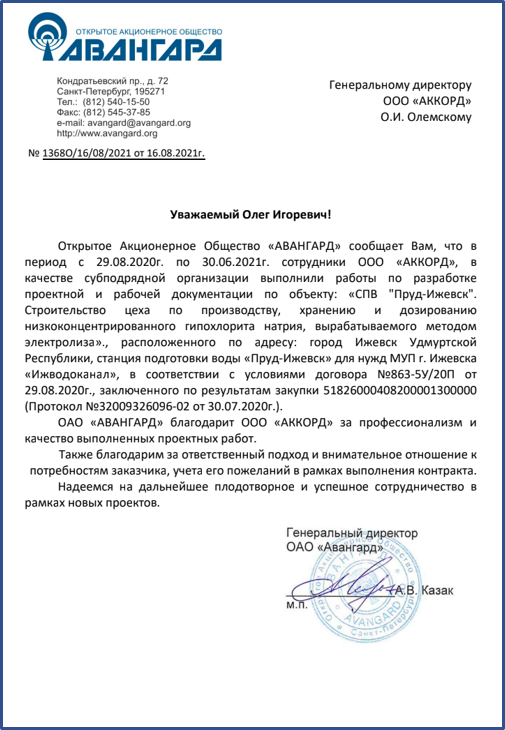 ОТКРЫТОЕ АКЦИОНЕРНОЕ ОБЩЕСТВО
АВАНГАРД
Кондратьевский пр., д. 72
Санкт-Петербург, 195271
Тел.: (812) 540-15-50
Факс: (812) 545-37-85
e-mail: avangard@avangard.org
http://www.avangard.org
Генеральному директору
ООО «АККОРД»
О.И. Олемскому
№ 1368О/16/08/2021 от 16.08.2021г.
Уважаемый Олег Игоревич!
Открытое Акционерное Общество «АВАНГАРД» сообщает Вам, что в
период с 29.08.2020г. по 30.06.2021г. сотрудники ООО «АККОРД», в
качестве субподрядной организации выполнили работы по разработке
проектной и рабочей документации по объекту: «СПВ "Пруд-Ижевск".
Строительство цеха по производству, хранению и дозированию
низкоконцентрированного гипохлорита натрия, вырабатываемого методом
электролиза»., расположенного по адресу: город Ижевск Удмуртской
Республики, станция подготовки воды «Пруд-Ижевск» для нужд МУП г. Ижевска
«Ижводоканал», в соответствии с условиями договора №863-5У/20П от
29.08.2020г., заключенного по результатам закупки 51826000408200001300000
(Протокол №32009326096-02 от 30.07.2020г.).
ОАО «АВАНГАРД» благодарит ООО «АККОРД» за профессионализм и
качество выполненных проектных работ.
Также благодарим за ответственный подход и внимательное отношение к
потребностям заказчика, учета его пожеланий в рамках выполнения контракта.
Надеемся на дальнейшее плодотворное и успешное сотрудничество в
рамках новых проектов.
Генеральный директор
ОАО «Авангард»
А.В. Казак
м.п.
Открытое Акционерное Общество
АВАНГАРД
AVANGARD
Санкт-Петербург